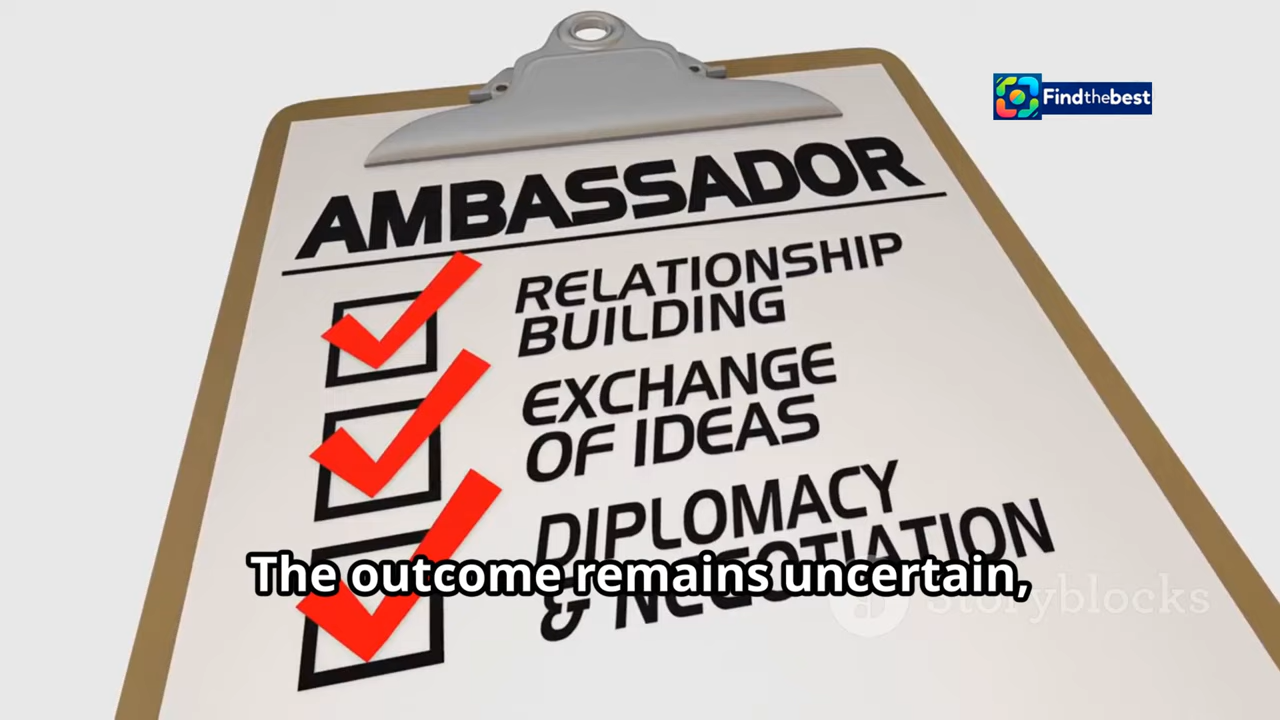 Findthebest
AMBASSADOR
RELATIONSHIP
BUILDING
EXCHANGE
OF IDEAS
DIPLOMACY
& NEGOTIATION
The outcome remains uncertain,
Storyblocks